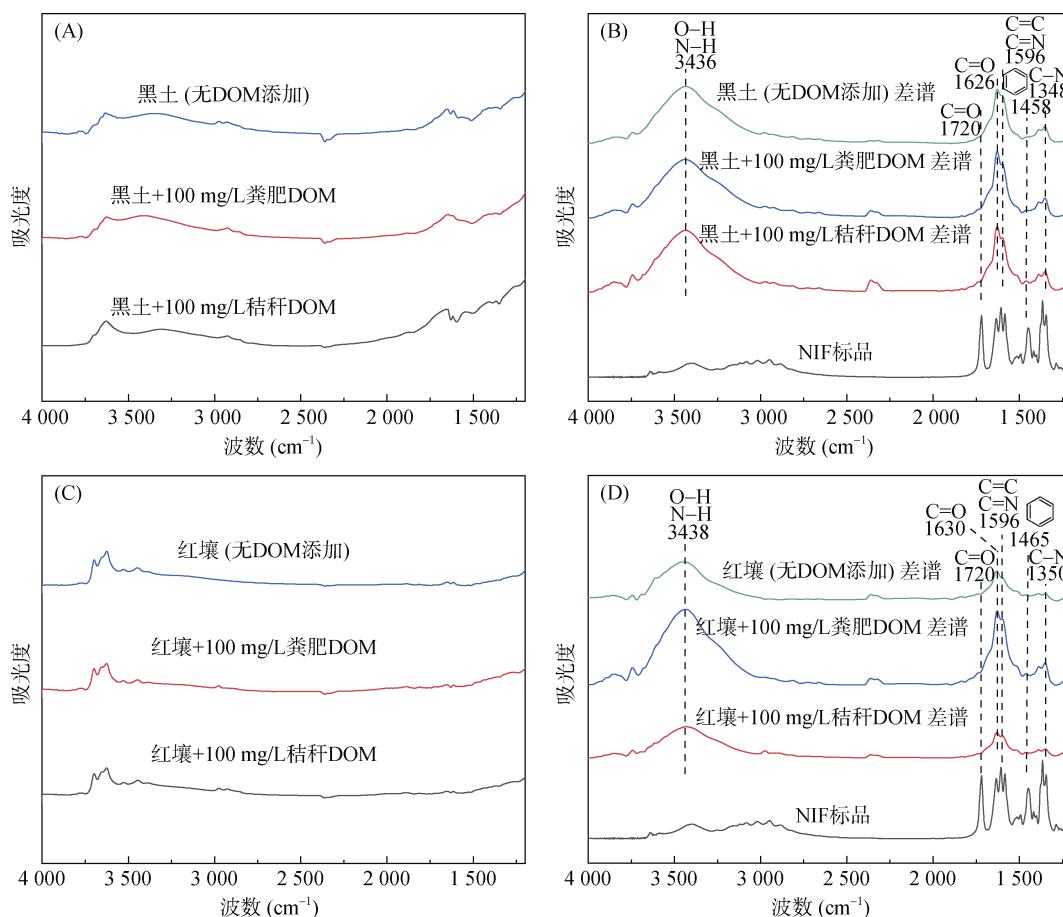 (A)
黑土 (无DOM添加)
黑土+100 mg/L粪肥DOM
黑土+100 mg/L秸秆DOM
吸光度
4 000
3 500
3 000
2 500
2 000
1 500
波数 (cm⁻¹)
(B)
O–H
N–H
3436
C=C
C=N
1596
C=O
1626
C–N
1348
1458
C=O
1720
黑土 (无DOM添加) 差谱
黑土+100 mg/L粪肥DOM 差谱
黑土+100 mg/L秸秆DOM 差谱
NIF标品
吸光度
4 000
3 500
3 000
2 500
2 000
1 500
波数 (cm⁻¹)
(C)
红壤 (无DOM添加)
红壤+100 mg/L粪肥DOM
红壤+100 mg/L秸秆DOM
吸光度
4 000
3 500
3 000
2 500
2 000
1 500
波数 (cm⁻¹)
(D)
O–H
N–H
3438
C=C
C=N
1596
C=O
1630
1465
C=O
1720
C–N
1350
红壤 (无DOM添加) 差谱
红壤+100 mg/L粪肥DOM 差谱
红壤+100 mg/L秸秆DOM 差谱
NIF标品
吸光度
4 000
3 500
3 000
2 500
2 000
1 500
波数 (cm⁻¹)